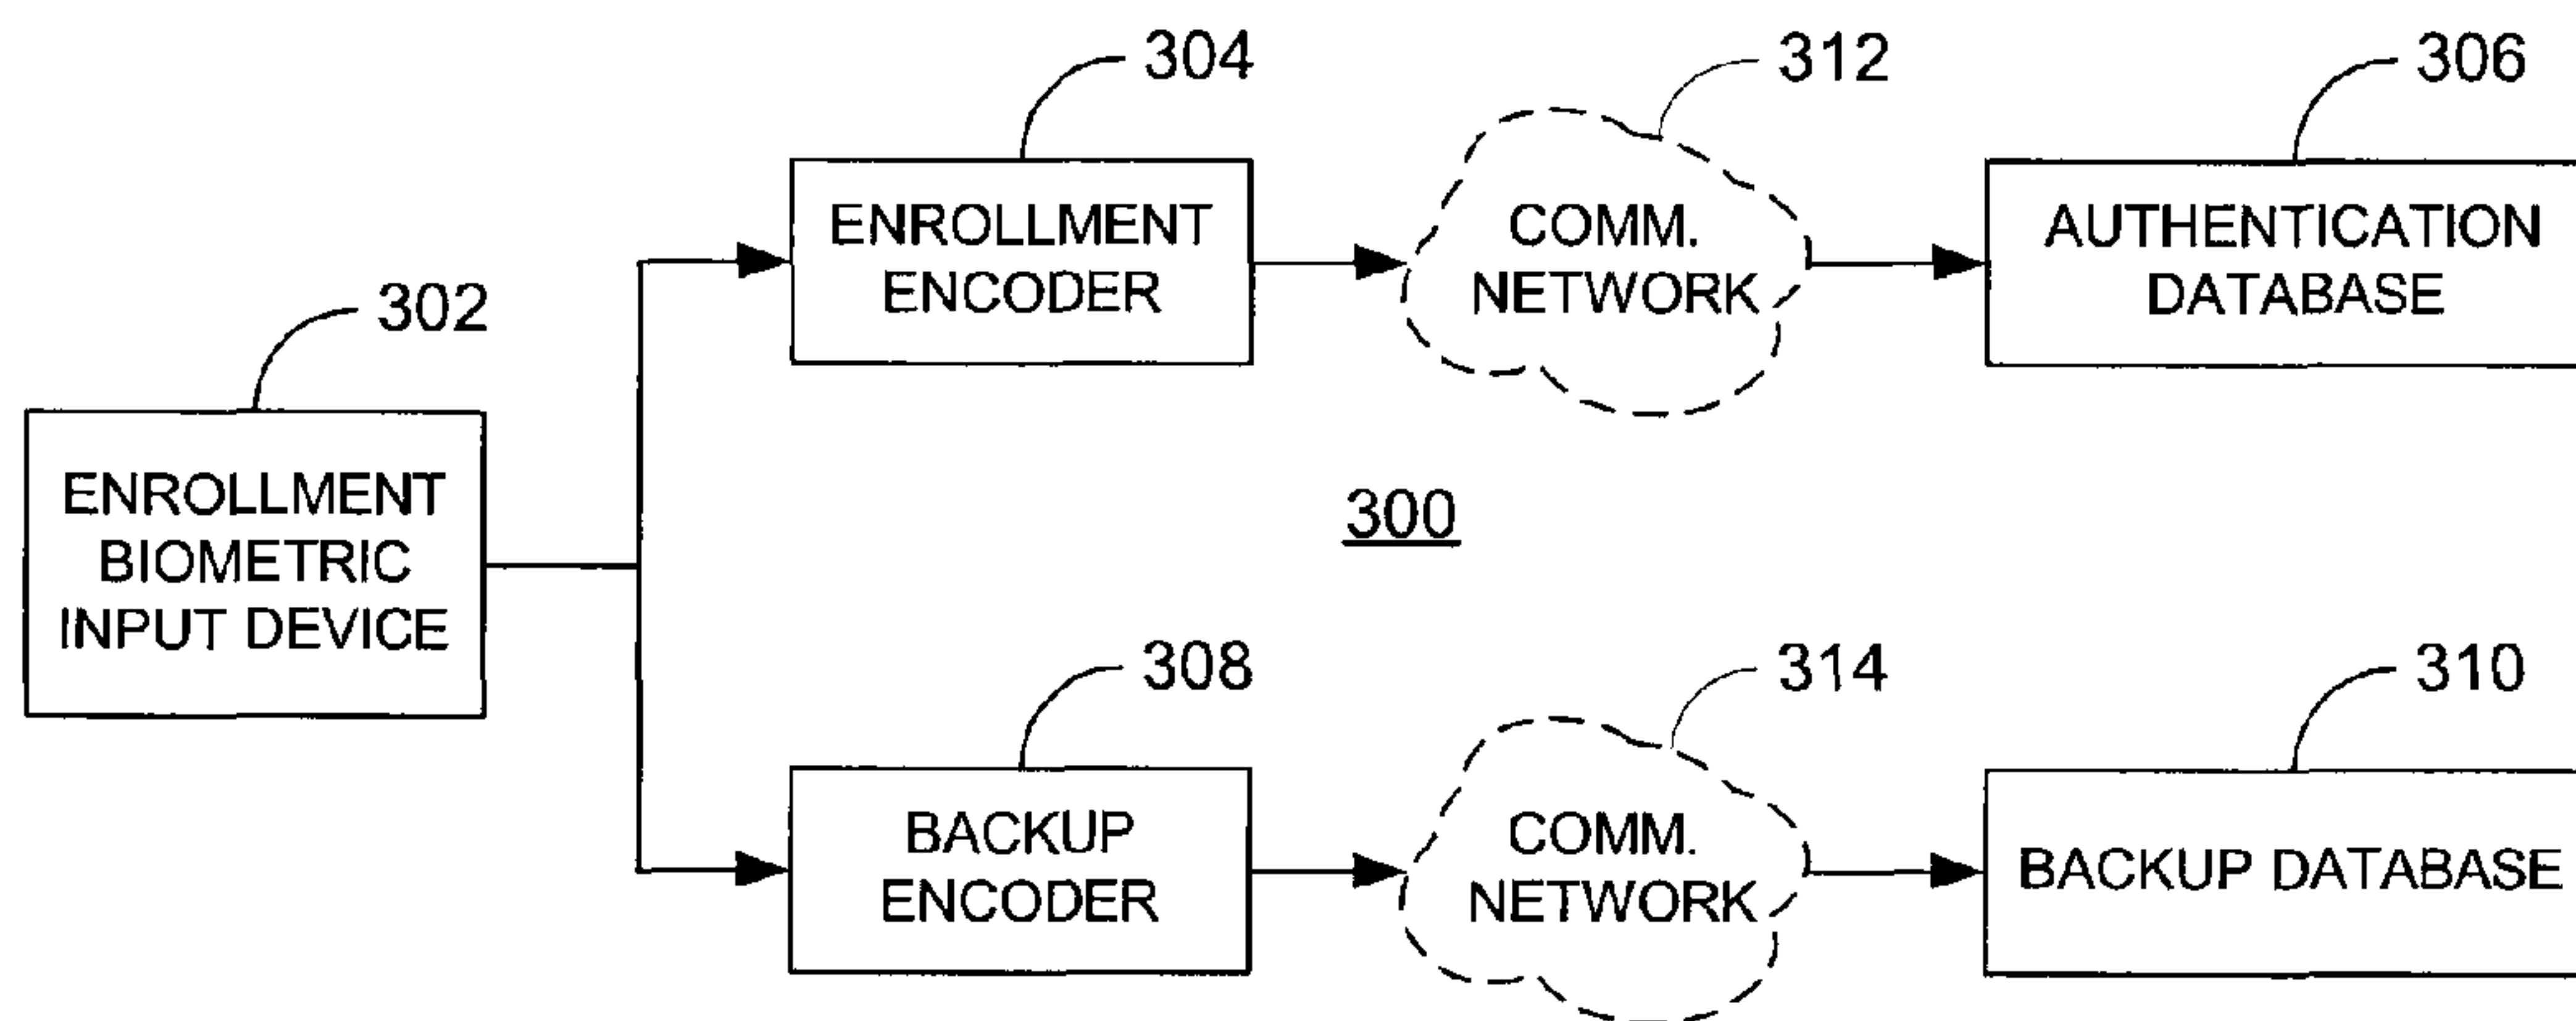 304
312
306
ENROLLMENT
ENCODER
COMM.
NETWORK
AUTHENTICATION
DATABASE
302
ENROLLMENT
BIOMETRIC
INPUT DEVICE
300
308
314
310
BACKUP
ENCODER
COMM.
NETWORK
BACKUP DATABASE